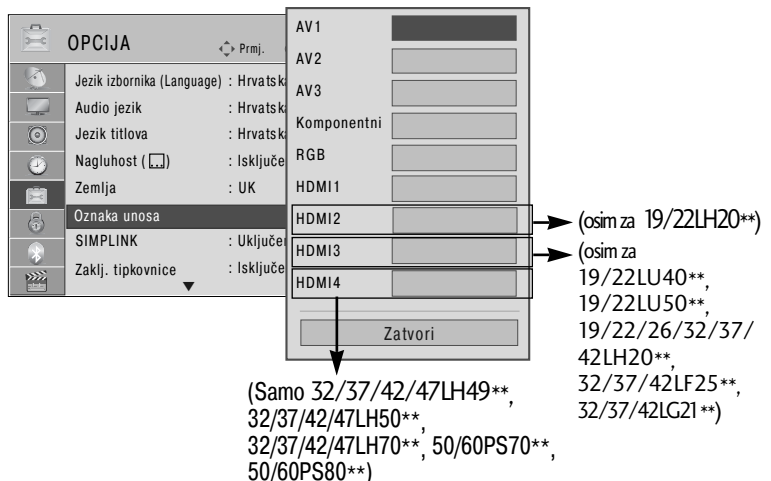 OPCIJA
Prmj.
Jezik izbornika (Language) : Hrvatsk
Audio jezik : Hrvatsk
Jezik titlova : Hrvatsk
Nagluhost ( ) : Isključe
Zemlja : UK
Oznaka unosa
SIMPLINK : Uključe
Zaklj. tipkovnice : Isključe
AV1
AV2
AV3
Komponentni
RGB
HDMI1
HDMI2
HDMI3
HDMI4
Zatvori
(osim za 19/22LH20**)
(osim za
19/22LU40**,
19/22LU50**,
19/22/26/32/37/
42LH20**,
32/37/42LF25**,
32/37/42LG21**)
(Samo 32/37/42/47LH49**,
32/37/42/47LH50**,
32/37/42/47LH70**, 50/60PS70**,
50/60PS80**)